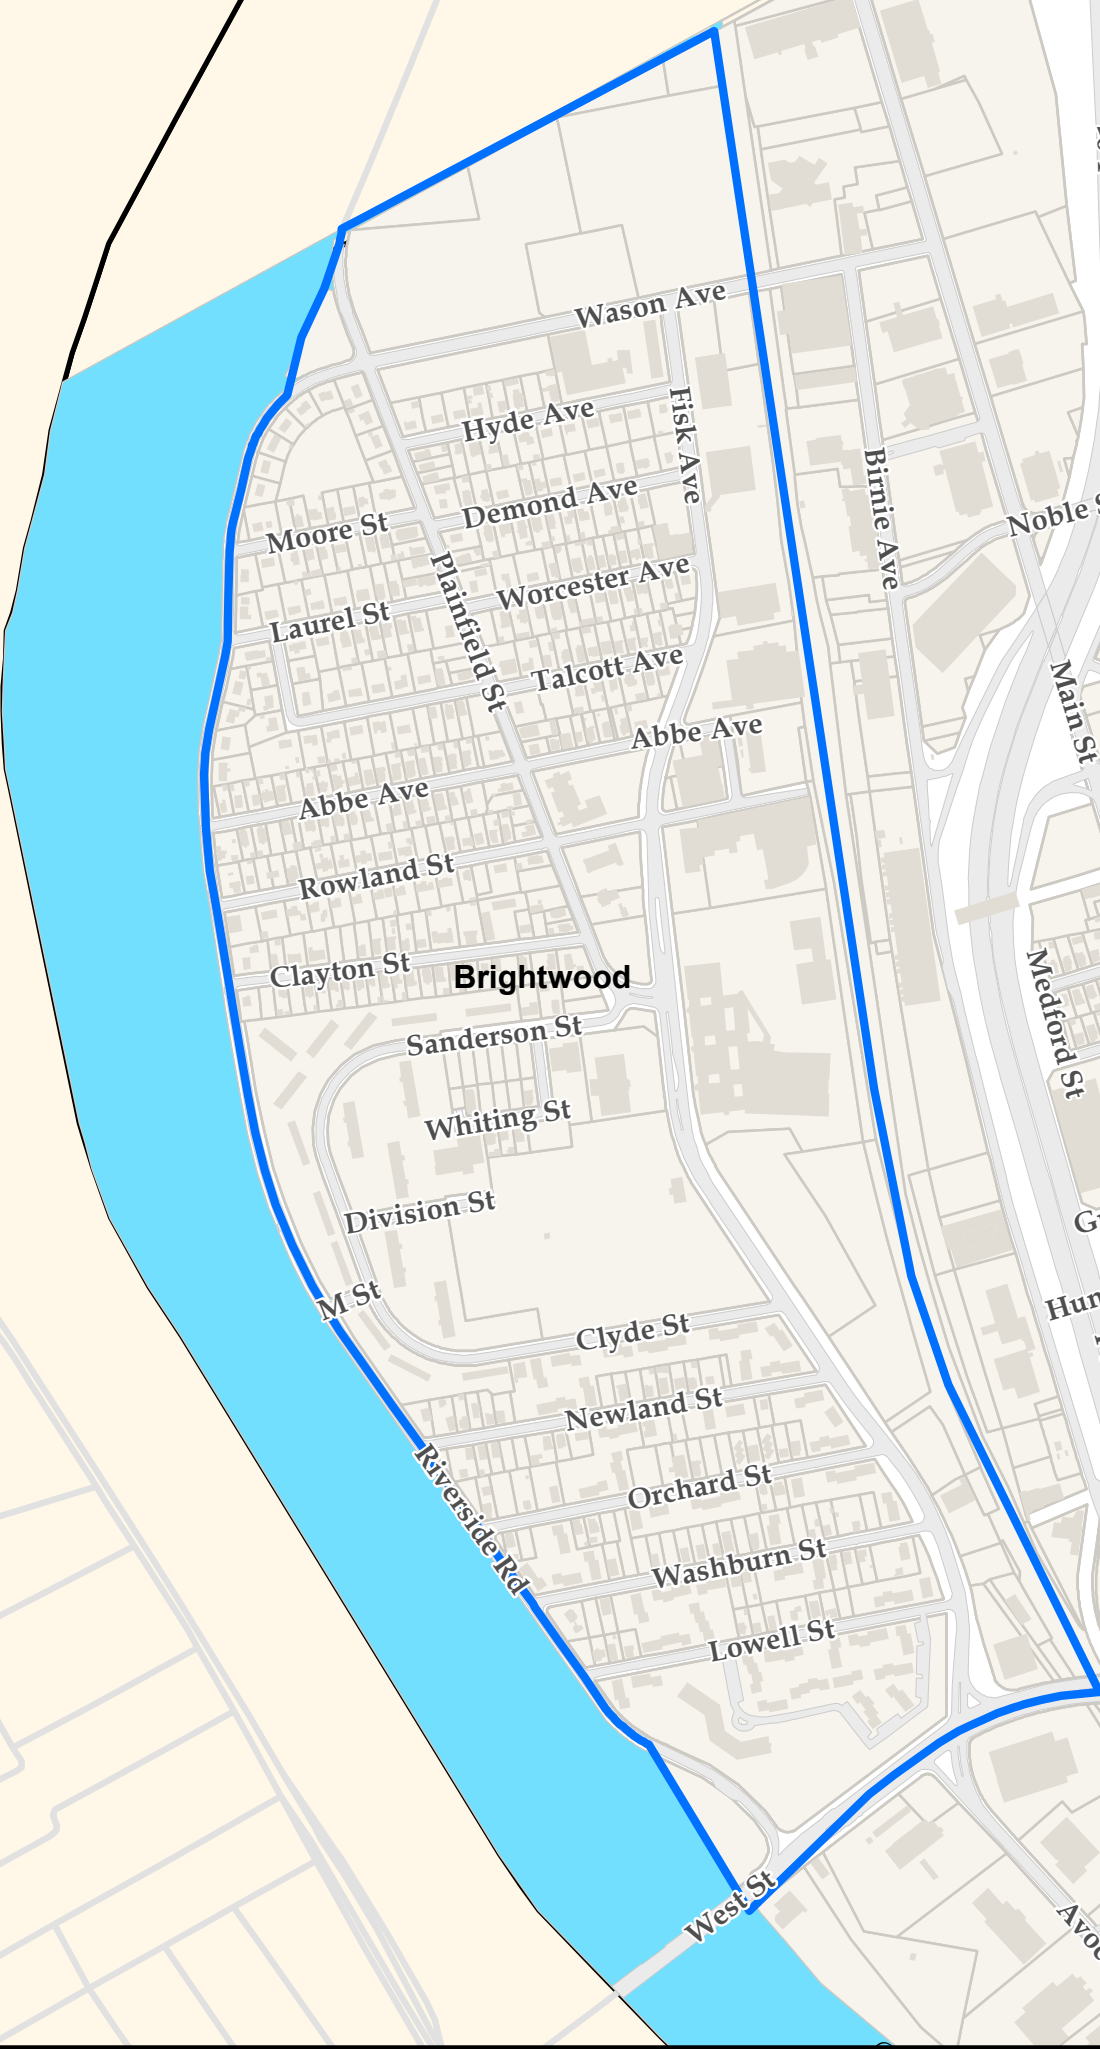 Wason Ave
Hyde Ave
Fisk Ave
Demond Ave
Moore St
Birnie Ave
Noble
Plainfield St
Worcester Ave
Laurel St
Talcott Ave
Main St
Abbe Ave
Abbe Ave
Rowland St
Clayton St
Brightwood
Medford St
Sanderson St
Whiting St
Division St
M St
Clyde St
Newland St
Riverside Rd
Orchard St
Washburn St
Lowell St
West St